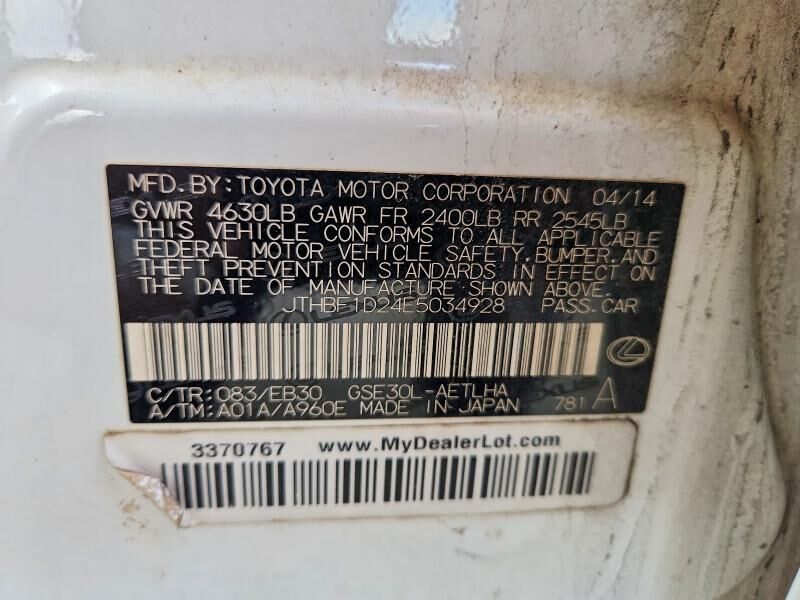 MFD.BY: TOYOTA MOTOR CORPORATION 04/14
GVWR 4630LB GAWR FR 2400LB RR 2545LB
THIS VEHICLE CONFORMS TO ALL APPLICABLE
FEDERAL MOTOR VEHICLE SAFETY, BUMPER, AND
THEFT PREVENTION STANDARDS IN EFFECT ON
THE DATE OF MANUFACTURE SHOWN ABOVE.
JTHBF1D24E5034928 PASS.CAR
C/TR: 083/EB30 GSE30L-AETLHA
A/TM: A01A/A960E MADE IN JAPAN 781 A
3370767 www.MyDealerLot.com